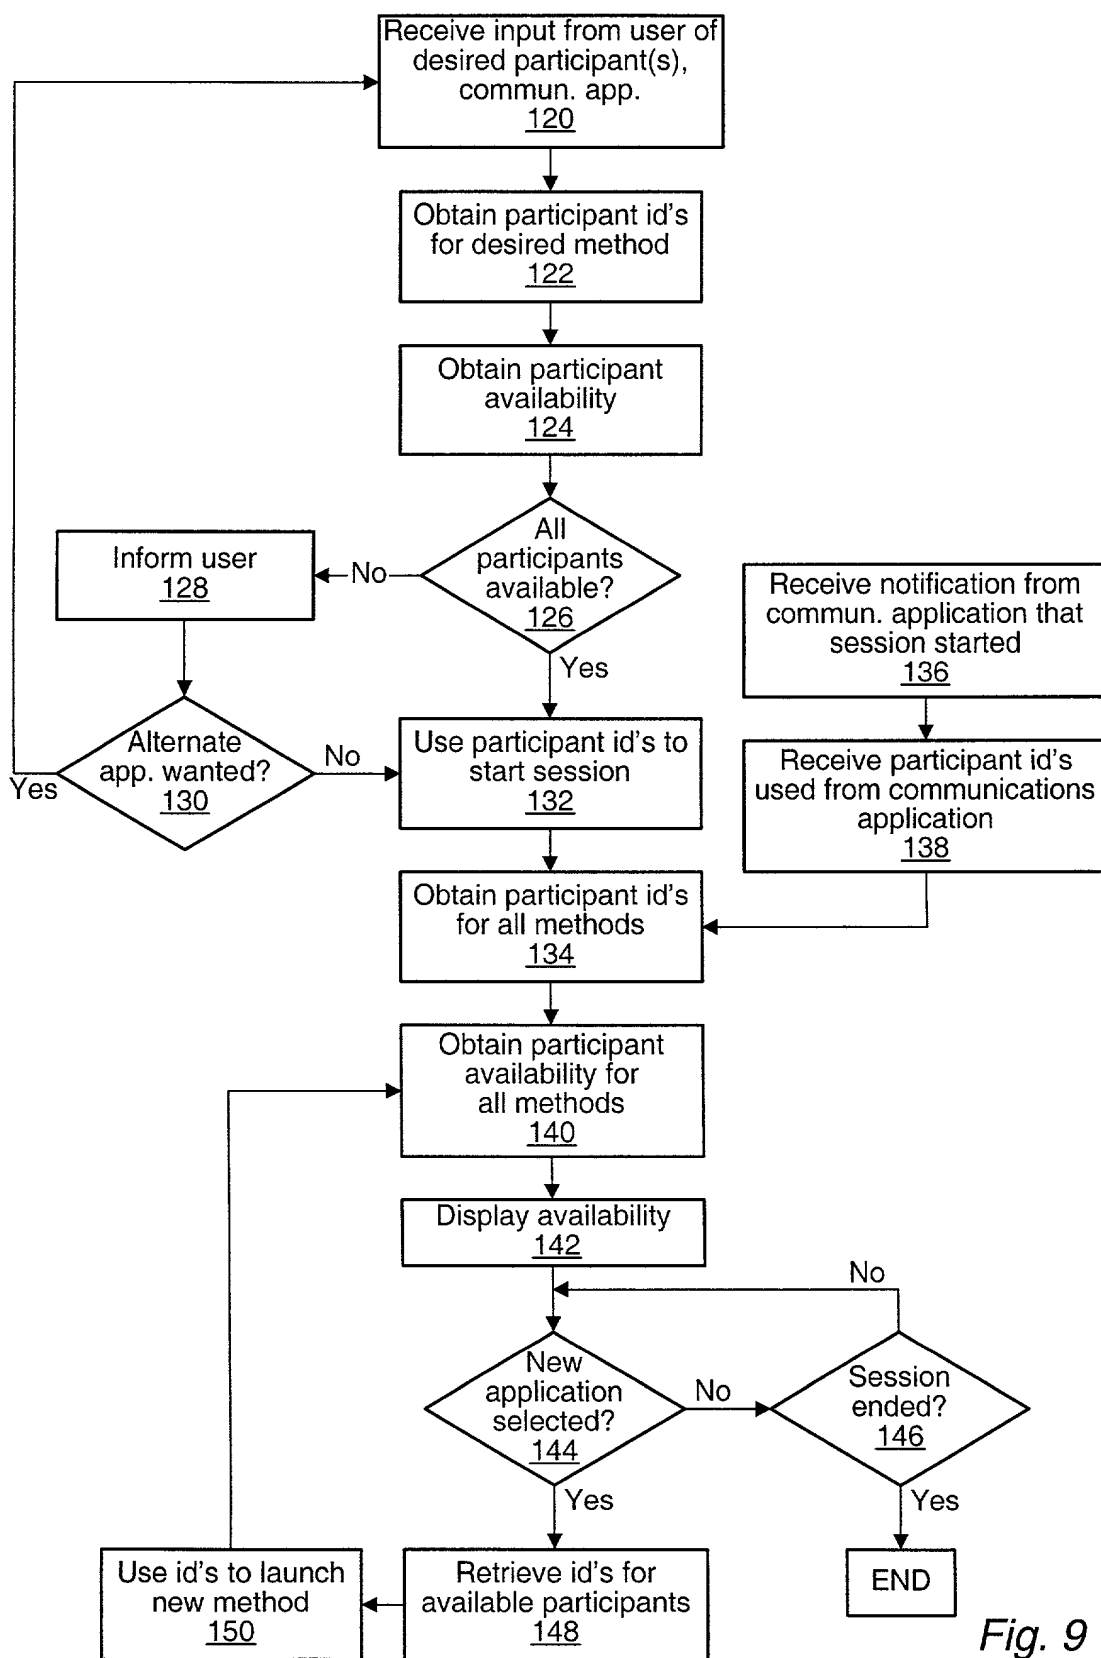 Receive input from user of
desired participant(s),
commun. app.
120
Obtain participant id's
for desired method
122
Obtain participant
availability
124
All
participants
available?
126
No
Yes
Inform user
128
Alternate
app. wanted?
130
Yes
No
Use participant id's to
start session
132
Receive notification from
commun. application that
session started
136
Receive participant id's
used from communications
application
138
Obtain participant id's
for all methods
134
Obtain participant
availability for
all methods
140
Display availability
142
New
application
selected?
144
No
Yes
Session
ended?
146
No
Yes
END
Retrieve id's for
available participants
148
Use id's to launch
new method
150
Fig. 9